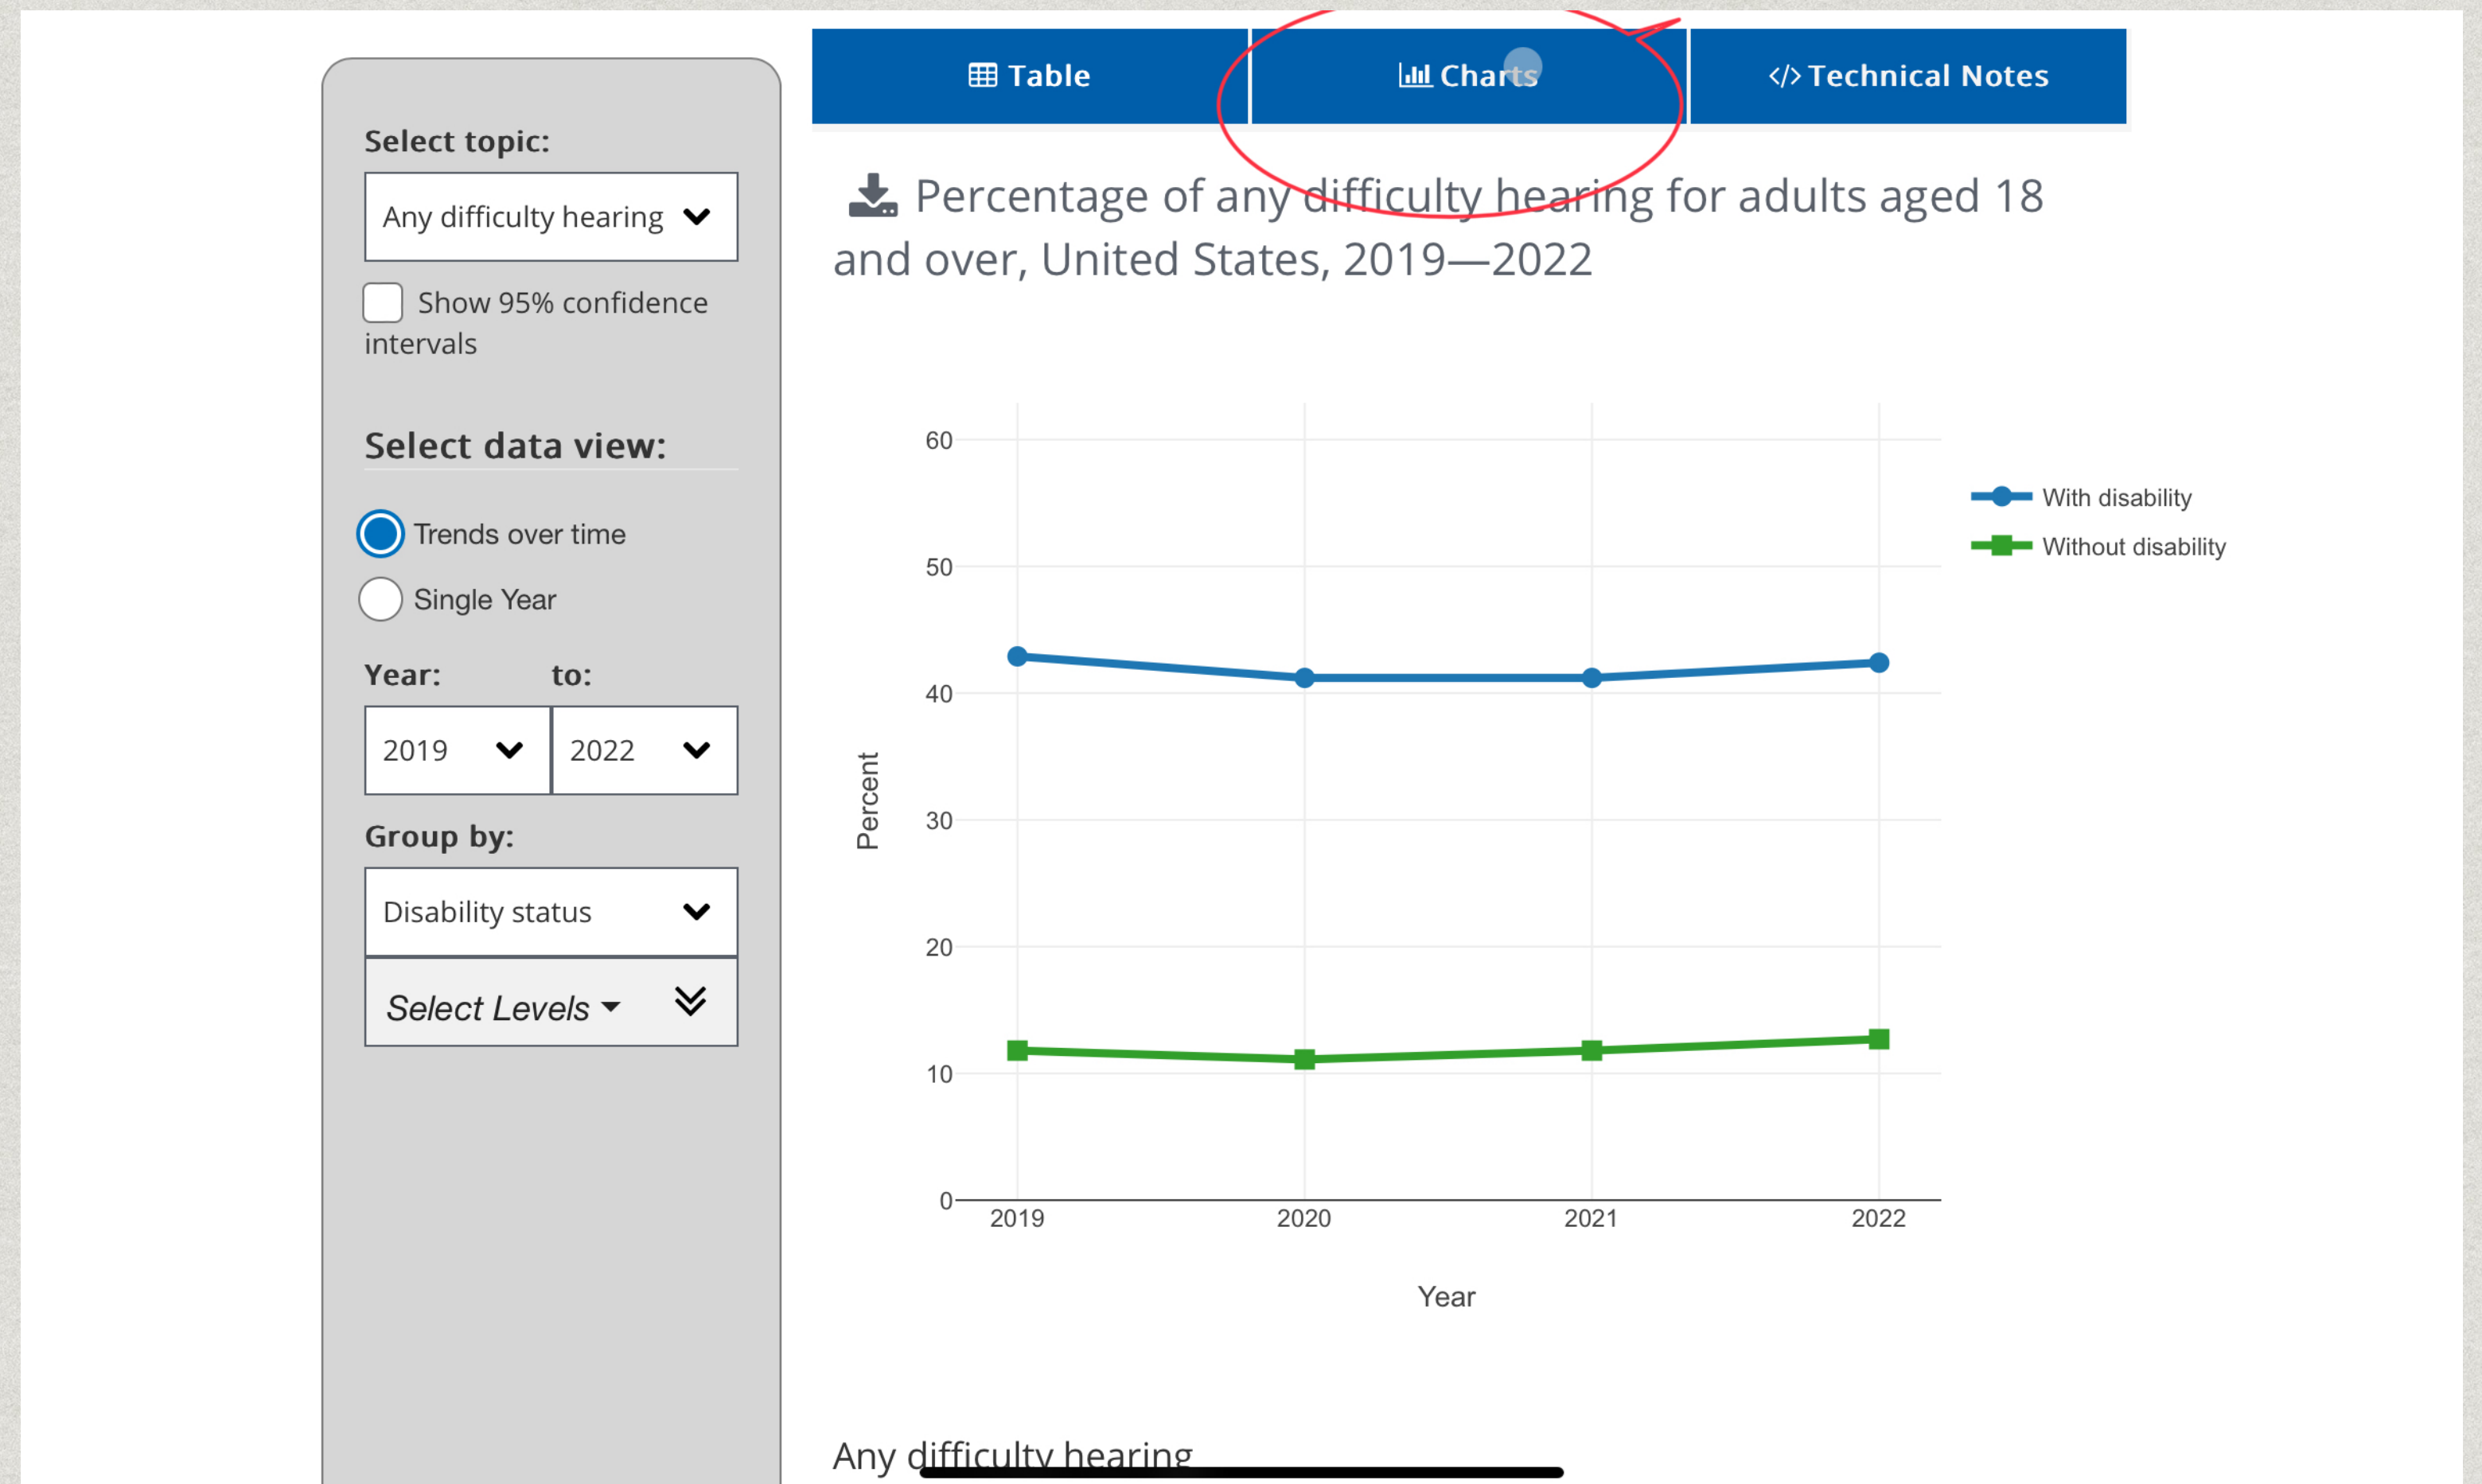 Table
Charts
Technical Notes
Select topic:
Any difficulty hearing
Show 95% confidence
intervals
Select data view:
Trends over time
Single Year
Year: to:
2019 2022
Group by:
Disability status
Select Levels
Percentage of any difficulty hearing for adults aged 18
and over, United States, 2019—2022
60
50
40
30
20
10
0
Percent
2019 2020 2021 2022
Year
With disability
Without disability
Any difficulty hearing